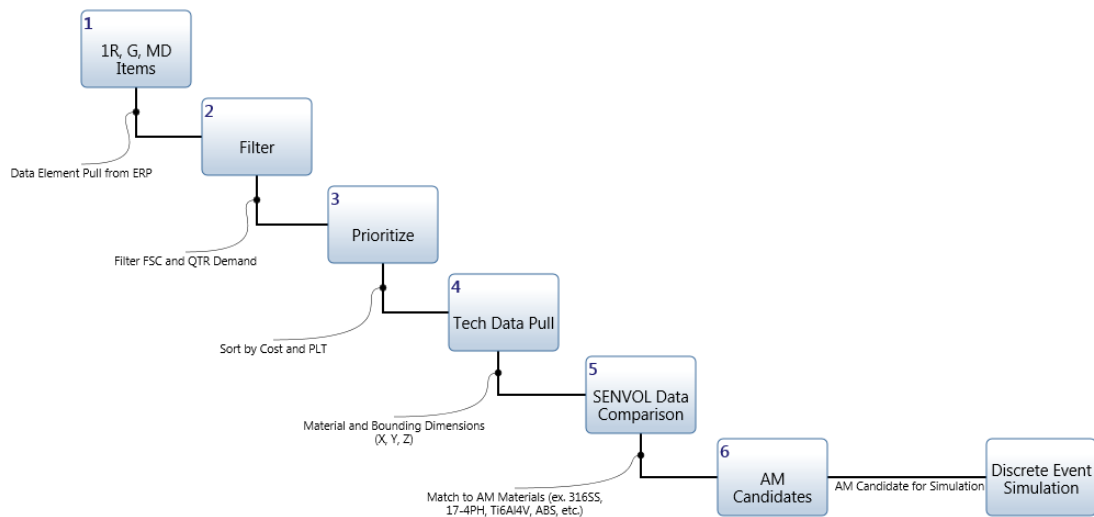 1
1R, G, MD
Items
Data Element Pull from ERP
2
Filter
Filter FSC and QTR Demand
3
Prioritize
Sort by Cost and PLT
4
Tech Data Pull
Material and Bounding Dimensions
(X, Y, Z)
5
SENVOL Data
Comparison
Match to AM Materials (ex. 316SS,
17-4PH, Ti6Al4V, ABS, etc.)
6
AM
Candidates
AM Candidate for Simulation
Discrete Event
Simulation